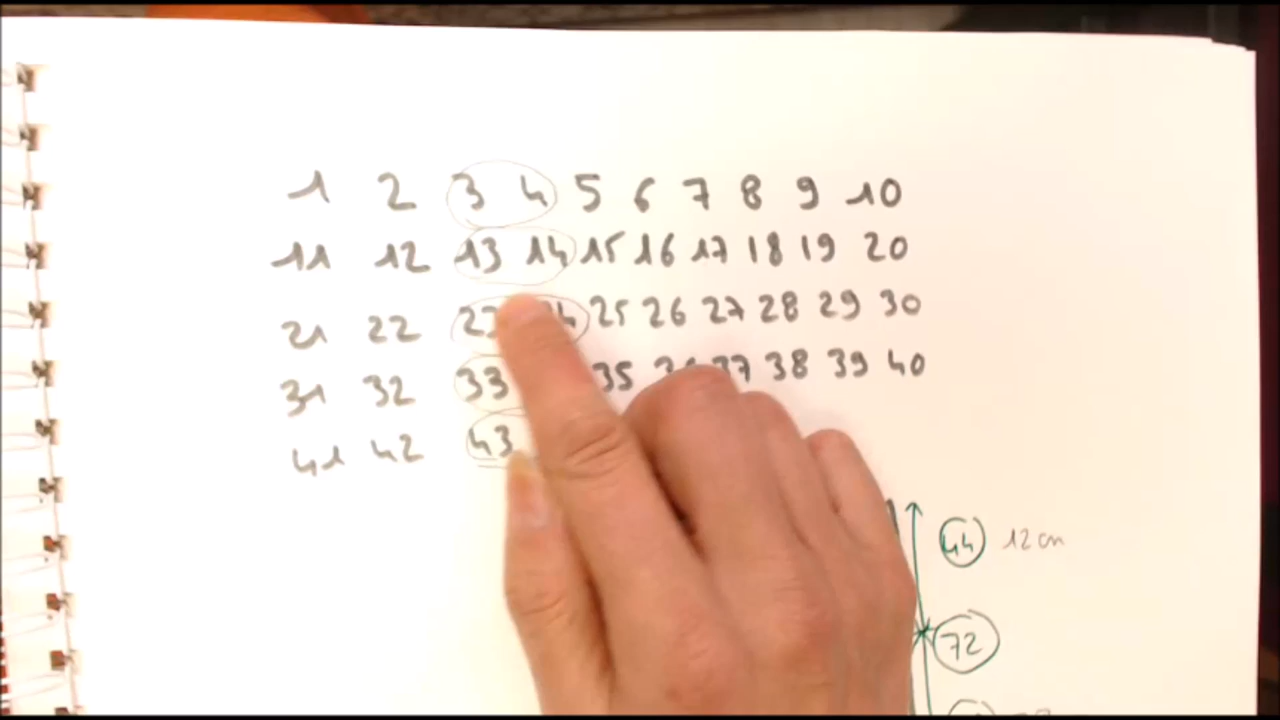 1 2 3 4 5 6 7 8 9 10
11 12 13 14 15 16 17 18 19 20
21 22 25 26 27 28 29 30
31 32 33 35 38 39 40
41 42 43
44 12 cm
72